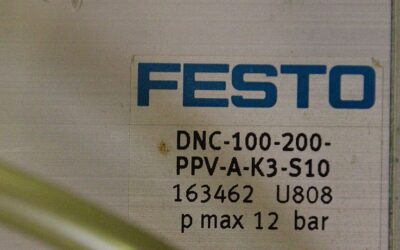 FESTO
DNC-100-200-
PPV-A-K3-S10
163462 U808
p max 12 bar